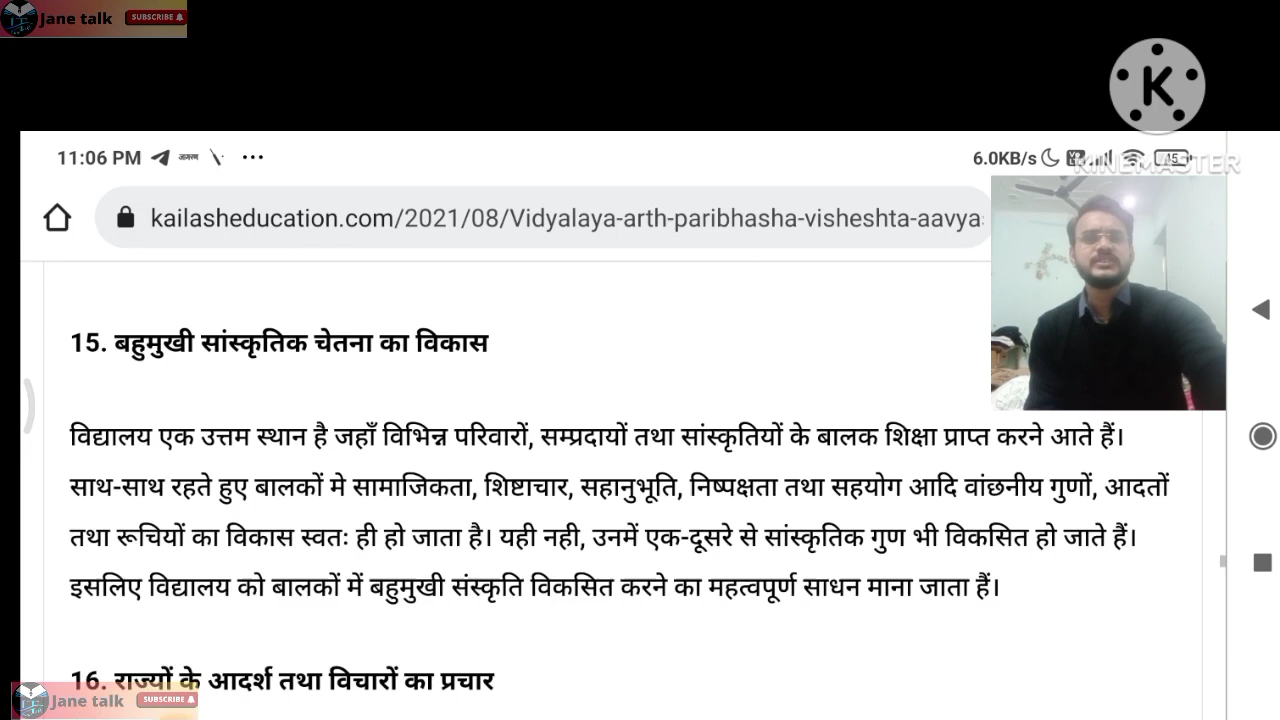 Jane talk
SUBSCRIBE
K
11:06 PM
6.0KB/s
45
KINEMASTER
kailasheducation.com/2021/08/Vidyalaya-arth-paribhasha-visheshta-aavya
15. बहुमुखी सांस्कृतिक चेतना का विकास
विद्यालय एक उत्तम स्थान है जहाँ विभिन्न परिवारों, सम्प्रदायों तथा सांस्कृतियों के बालक शिक्षा प्राप्त करने आते हैं।
साथ-साथ रहते हुए बालकों मे सामाजिकता, शिष्टाचार, सहानुभूति, निष्पक्षता तथा सहयोग आदि वांछनीय गुणों, आदतों
तथा रूचियों का विकास स्वतः ही हो जाता है। यही नही, उनमें एक-दूसरे से सांस्कृतिक गुण भी विकसित हो जाते हैं।
इसलिए विद्यालय को बालकों में बहुमुखी संस्कृति विकसित करने का महत्वपूर्ण साधन माना जाता हैं।
16. राज्यों के आदर्श तथा विचारों का प्रचार
Jane talk
SUBSCRIBE